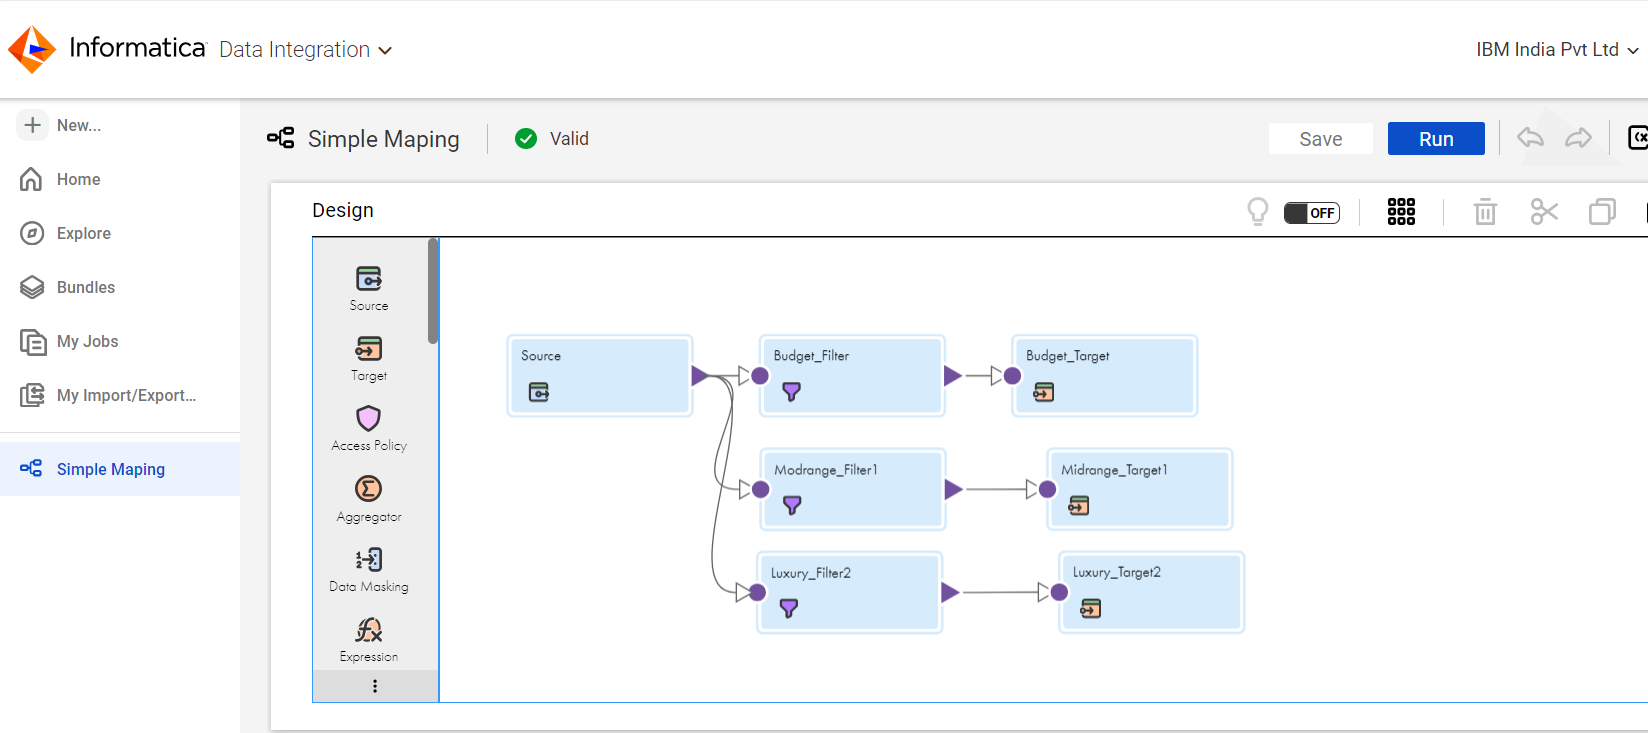 Informatica Data Integration
IBM India Pvt Ltd
New...
Home
Explore
Bundles
My Jobs
My Import/Export...
Simple Maping
Simple Maping
Valid
Save
Run
Design
OFF
Source
Target
Access Policy
Aggregator
Data Masking
Expression
Source
Budget_Filter
Budget_Target
Modrange_Filter1
Midrange_Target1
Luxury_Filter2
Luxury_Target2